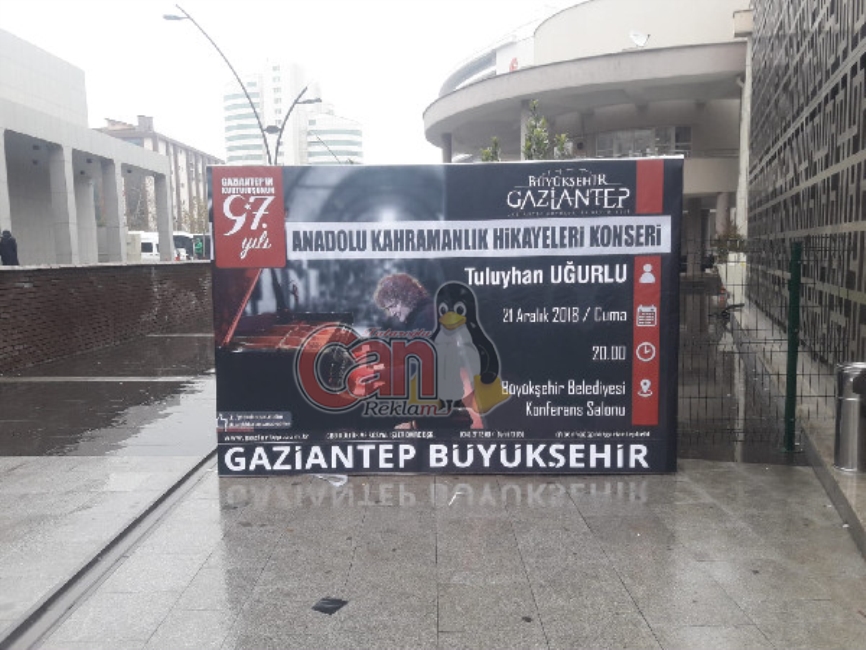 GAZİANTEP'İN
KURTULUŞUNUN
97.
yılı
BÜYÜKŞEHİR
GAZİANTEP
ANADOLU KAHRAMANLIK HİKAYELERİ KONSERİ
Tuluyhan UĞURLU
21 Aralık 2018 / Cuma
20.00
Büyükşehir Belediyesi
Konferans Salonu
Can
Reklam
GAZİANTEP BÜYÜKŞEHİR